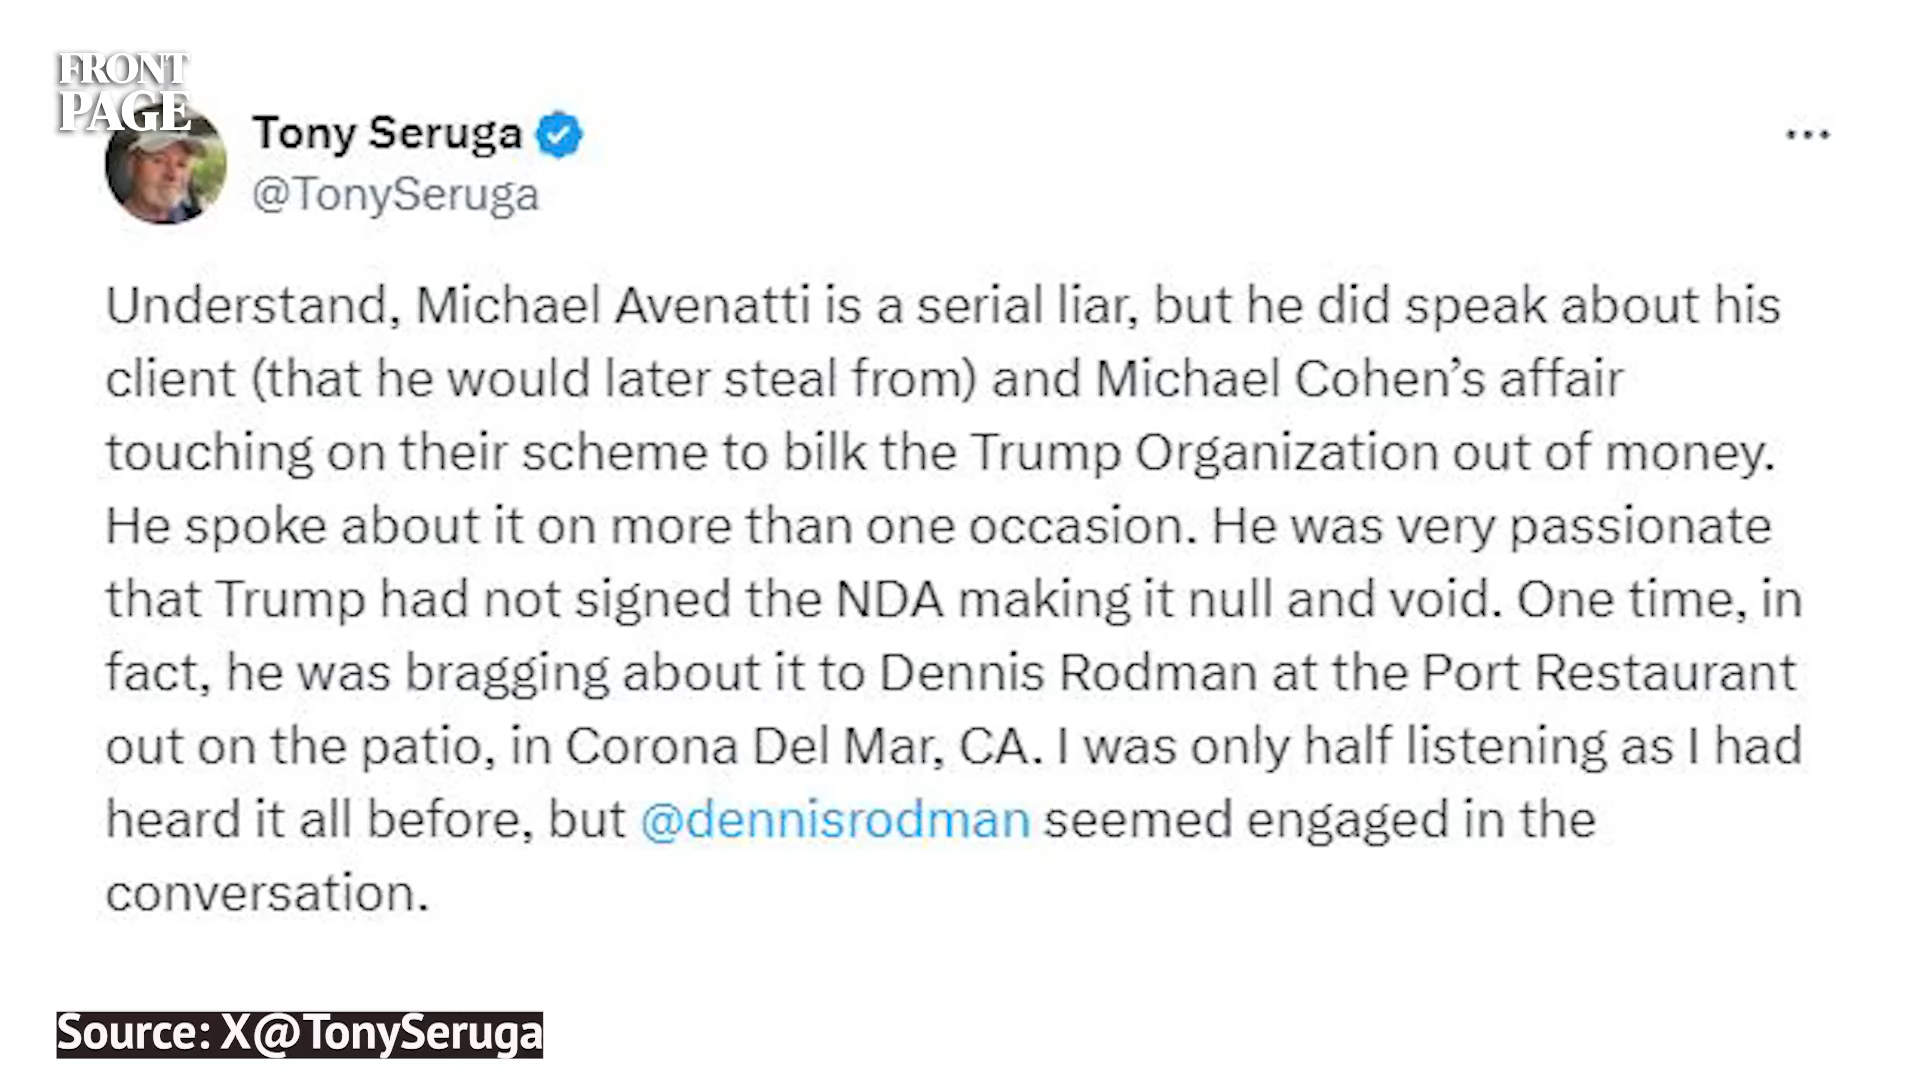 FRONT
PAGE
Tony Seruga
@TonySeruga
Understand, Michael Avenatti is a serial liar, but he did speak about his
client (that he would later steal from) and Michael Cohen’s affair
touching on their scheme to bilk the Trump Organization out of money.
He spoke about it on more than one occasion. He was very passionate
that Trump had not signed the NDA making it null and void. One time, in
fact, he was bragging about it to Dennis Rodman at the Port Restaurant
out on the patio, in Corona Del Mar, CA. I was only half listening as I had
heard it all before, but @dennisrodman seemed engaged in the
conversation.
Source: X@TonySeruga